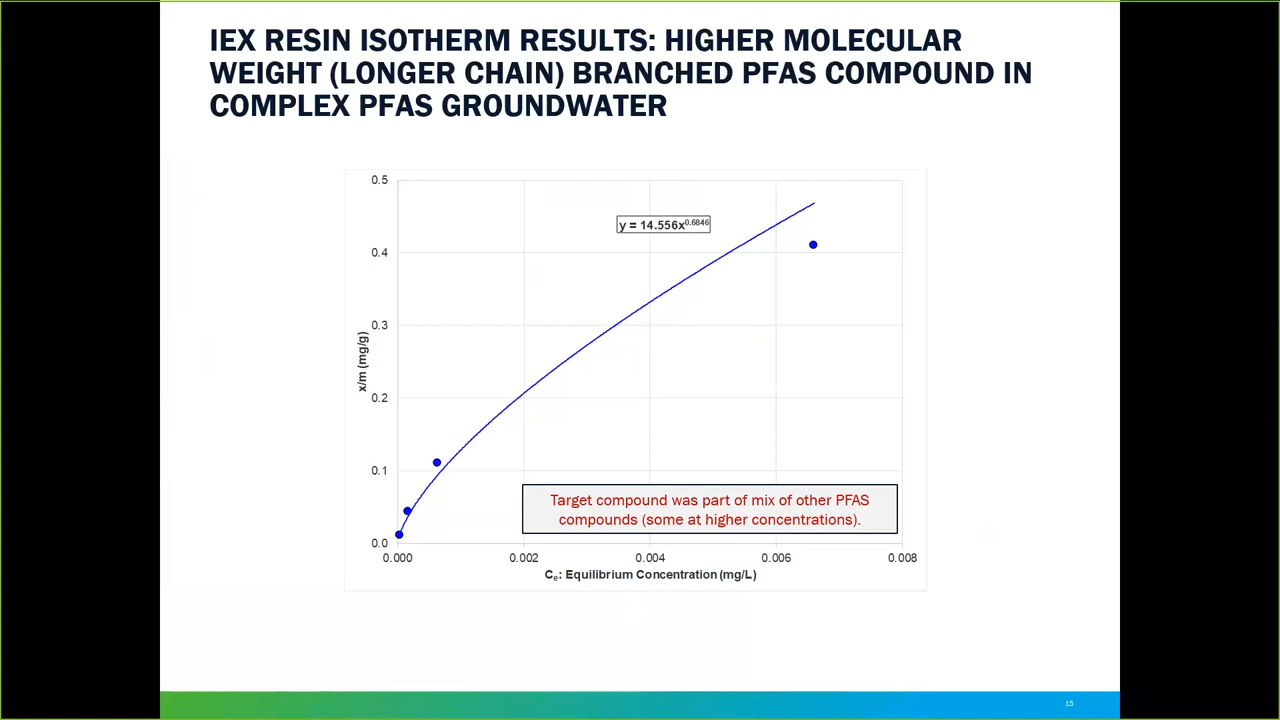 IEX RESIN ISOTHERM RESULTS: HIGHER MOLECULAR
WEIGHT (LONGER CHAIN) BRANCHED PFAS COMPOUND IN
COMPLEX PFAS GROUNDWATER
0.5
y = 14.556x^0.6846
0.4
0.3
x/m (mg/g)
0.2
0.1
Target compound was part of mix of other PFAS
compounds (some at higher concentrations).
0.0
0.000 0.002 0.004 0.006 0.008
Ce: Equilibrium Concentration (mg/L)
15